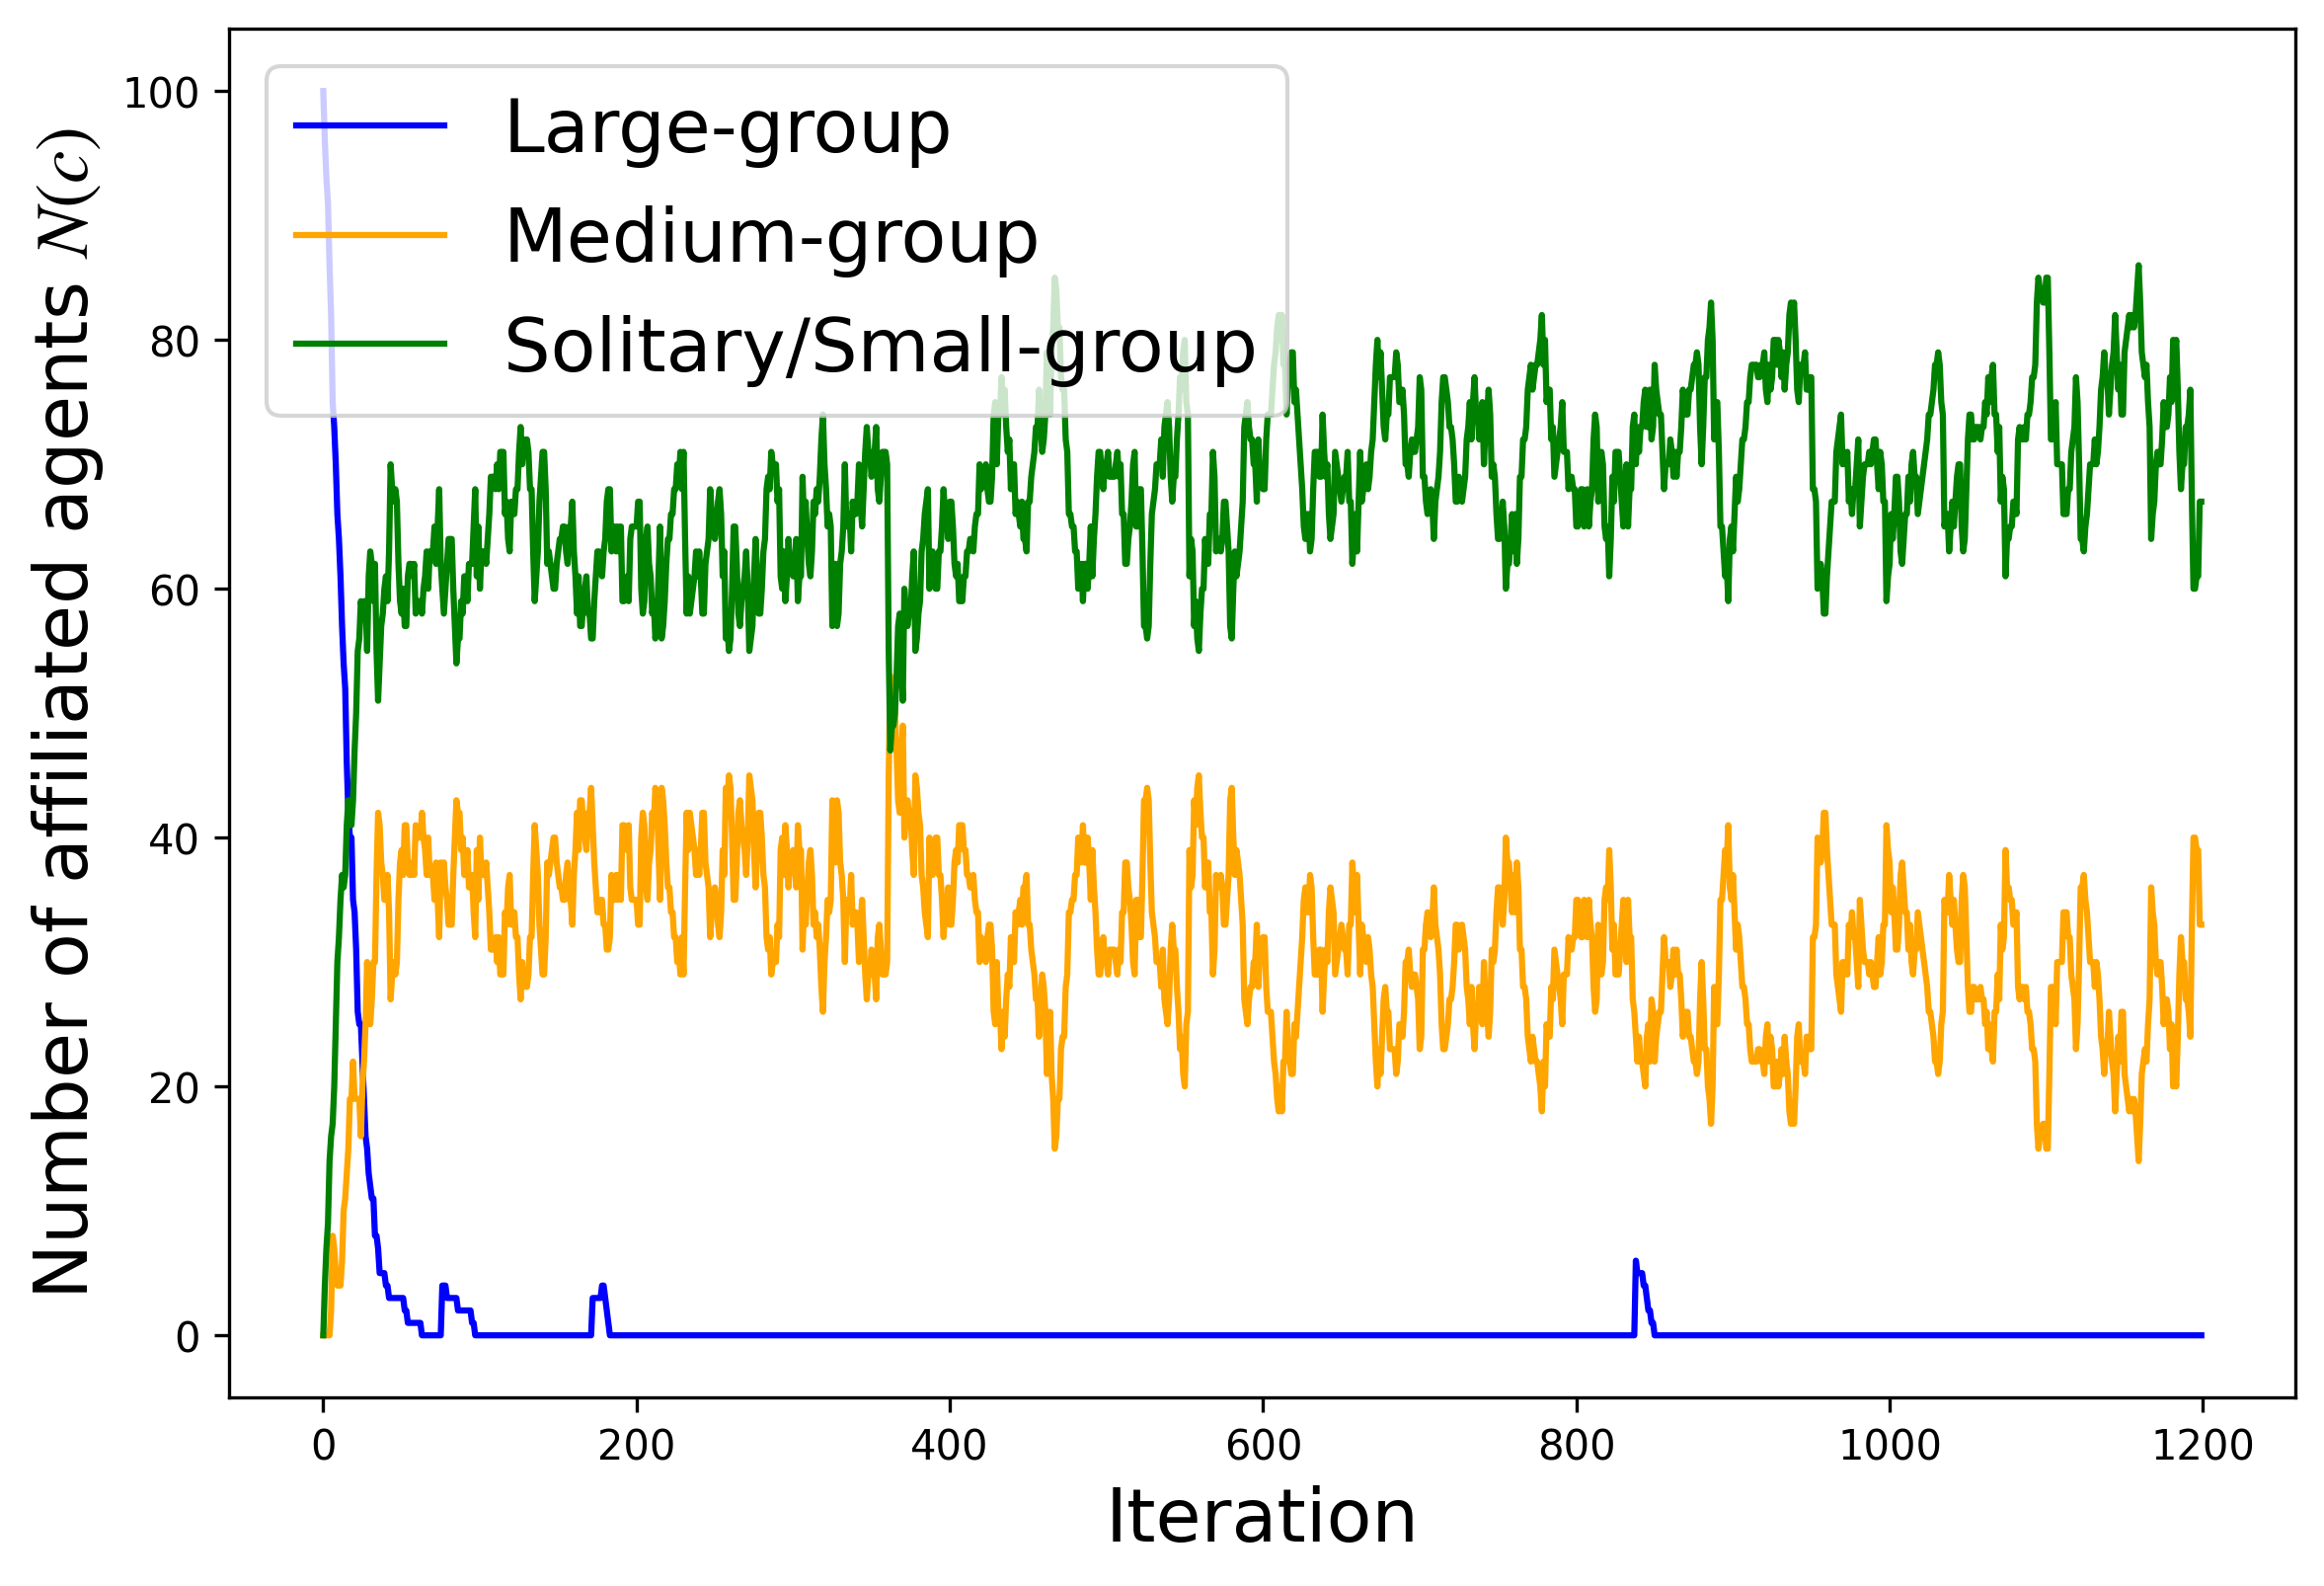 Number of affiliated agents N(c)
100
80
60
40
20
0
Large-group
Medium-group
Solitary/Small-group
0 200 400 600 800 1000 1200
Iteration